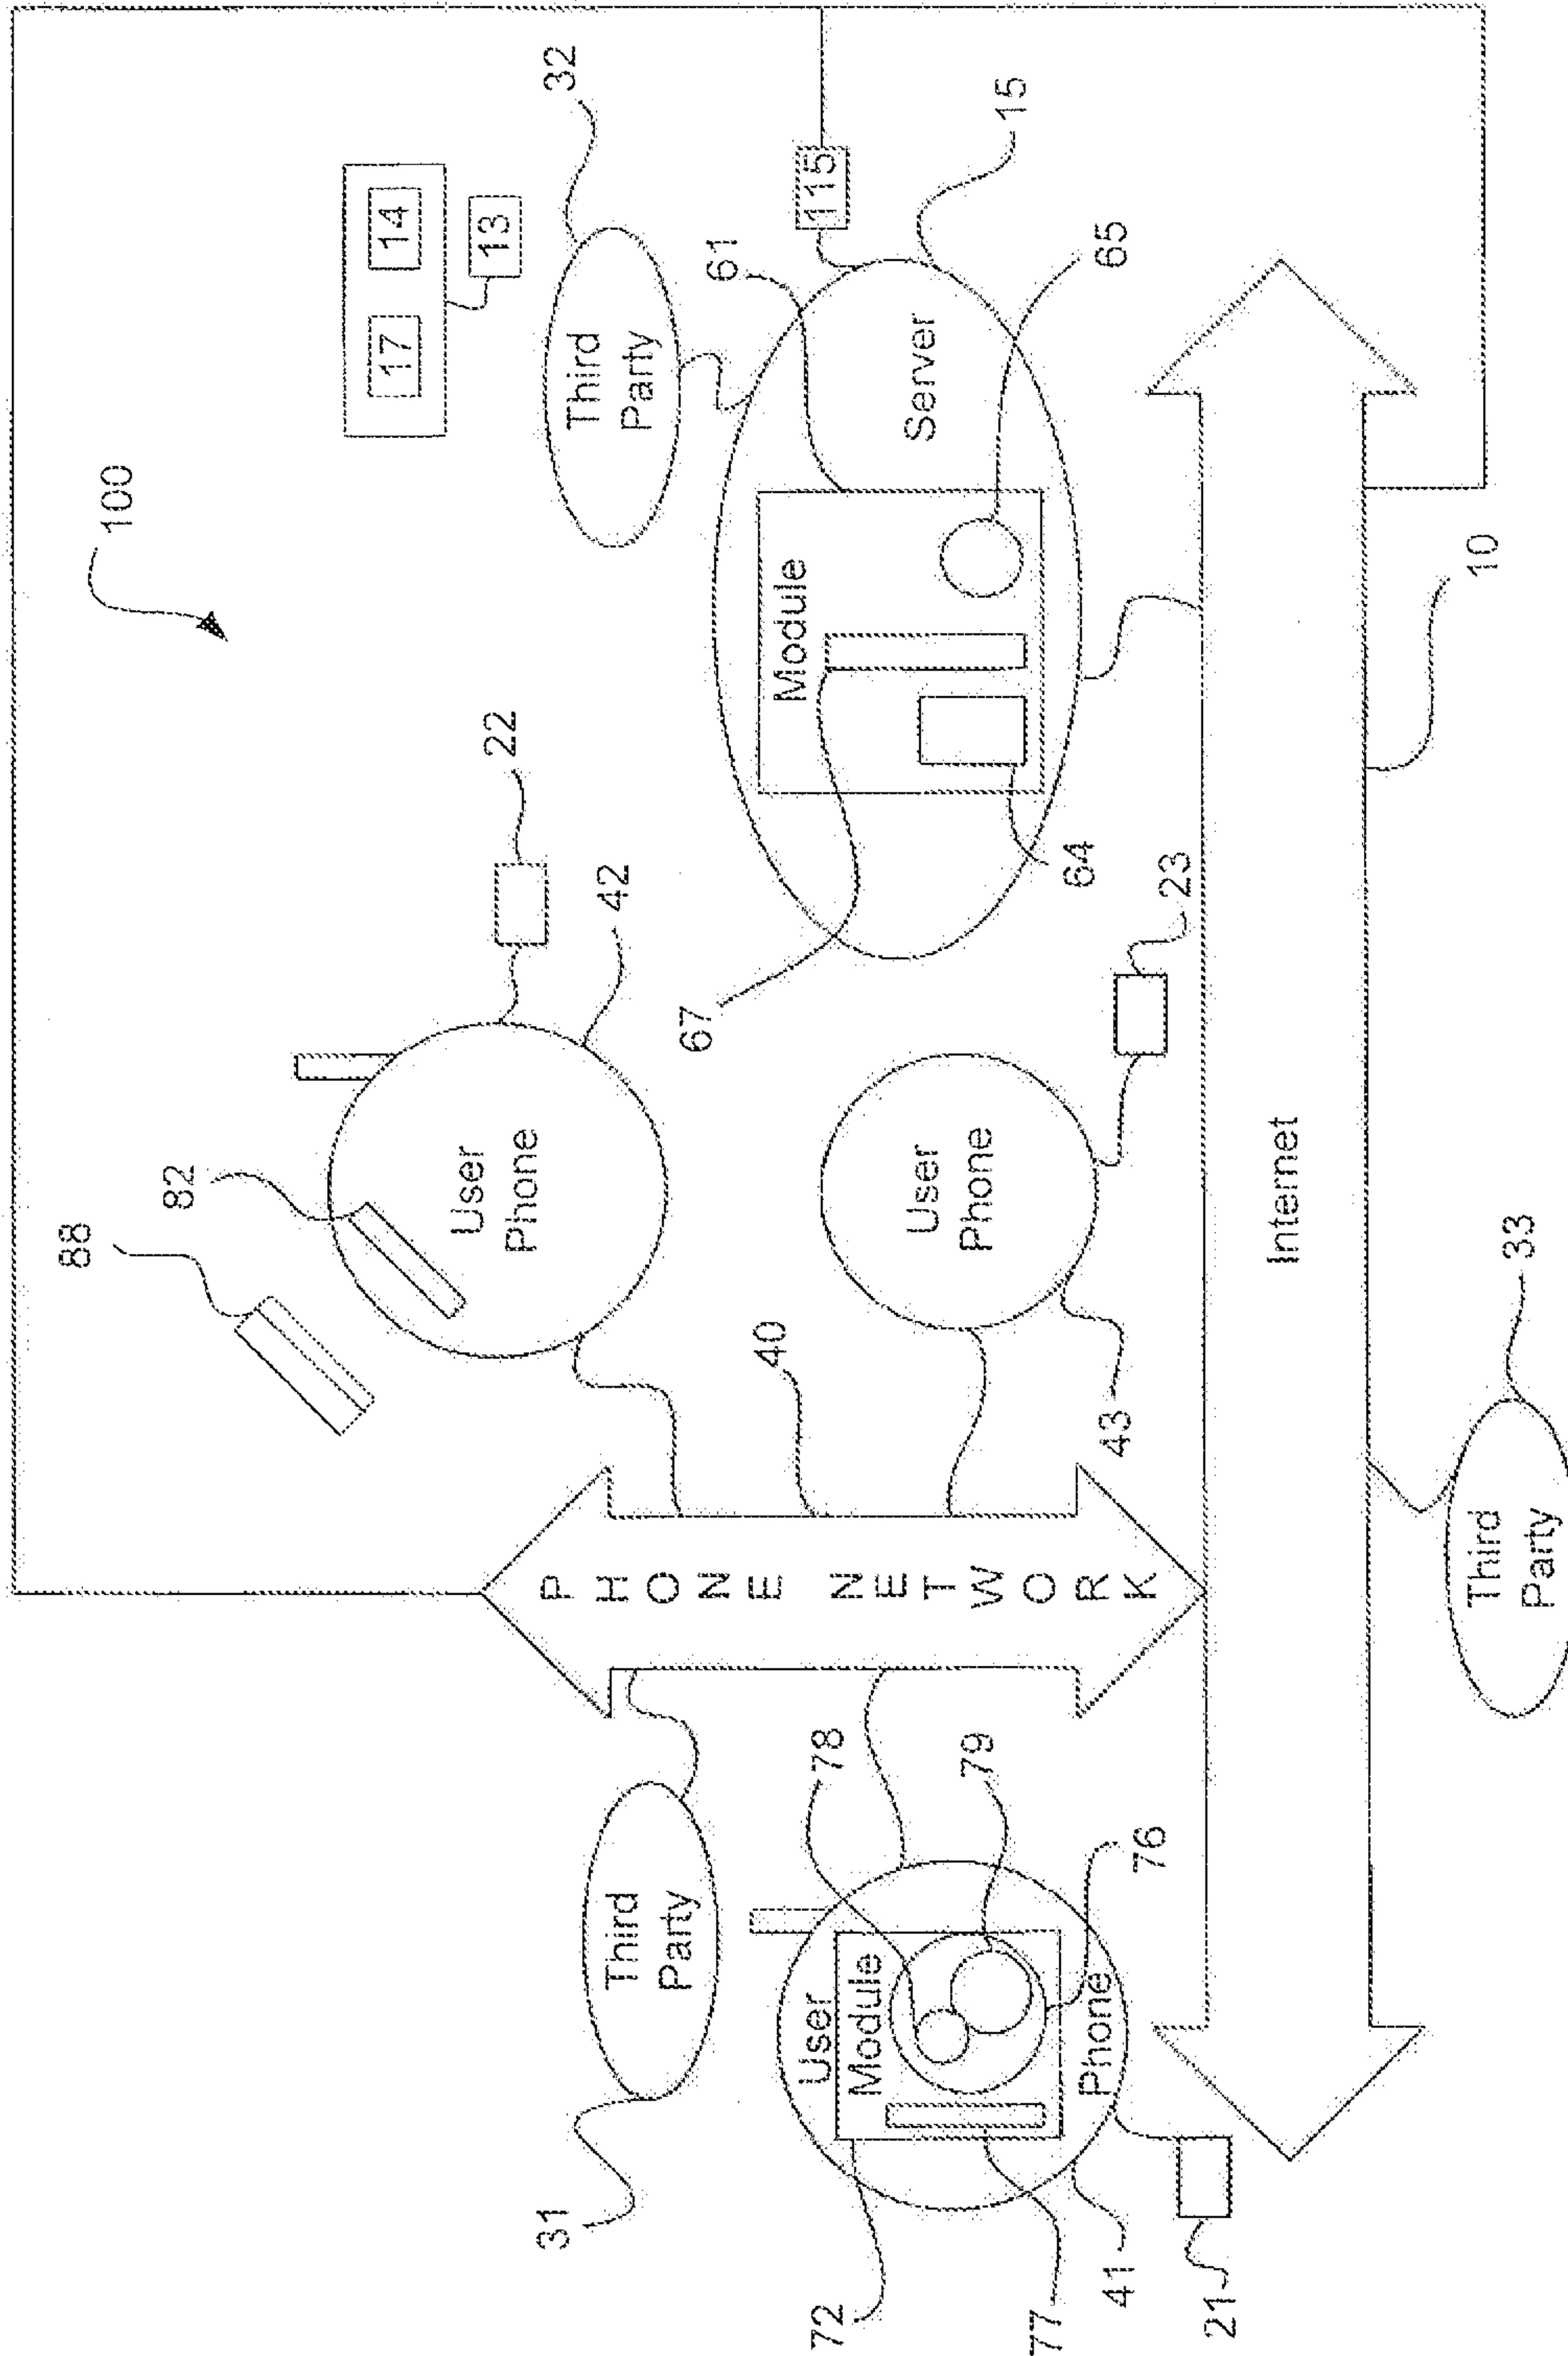 100
32
14
17
13
115
15
Third
Party
61
65
Server
Module
22
42
67
64
23
82
88
User
Phone
User
Phone
40
43
PHONE NETWORK
Internet
10
33
Third
Party
31
Third
Party
78
79
76
User
Module
Phone
72
77
41
21